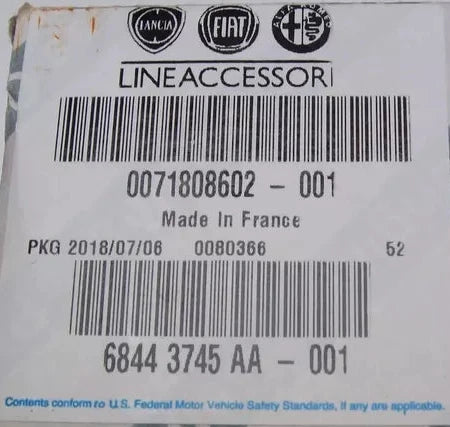 LANCIA FIAT ALFA ROMEO
LINEACCESSORI
0071808602 - 001
Made In France
PKG 2018/07/06 0080366 52
6844 3745 AA - 001
Contents conform to U.S. Federal Motor Vehicle Safety Standards, If any are applicable.